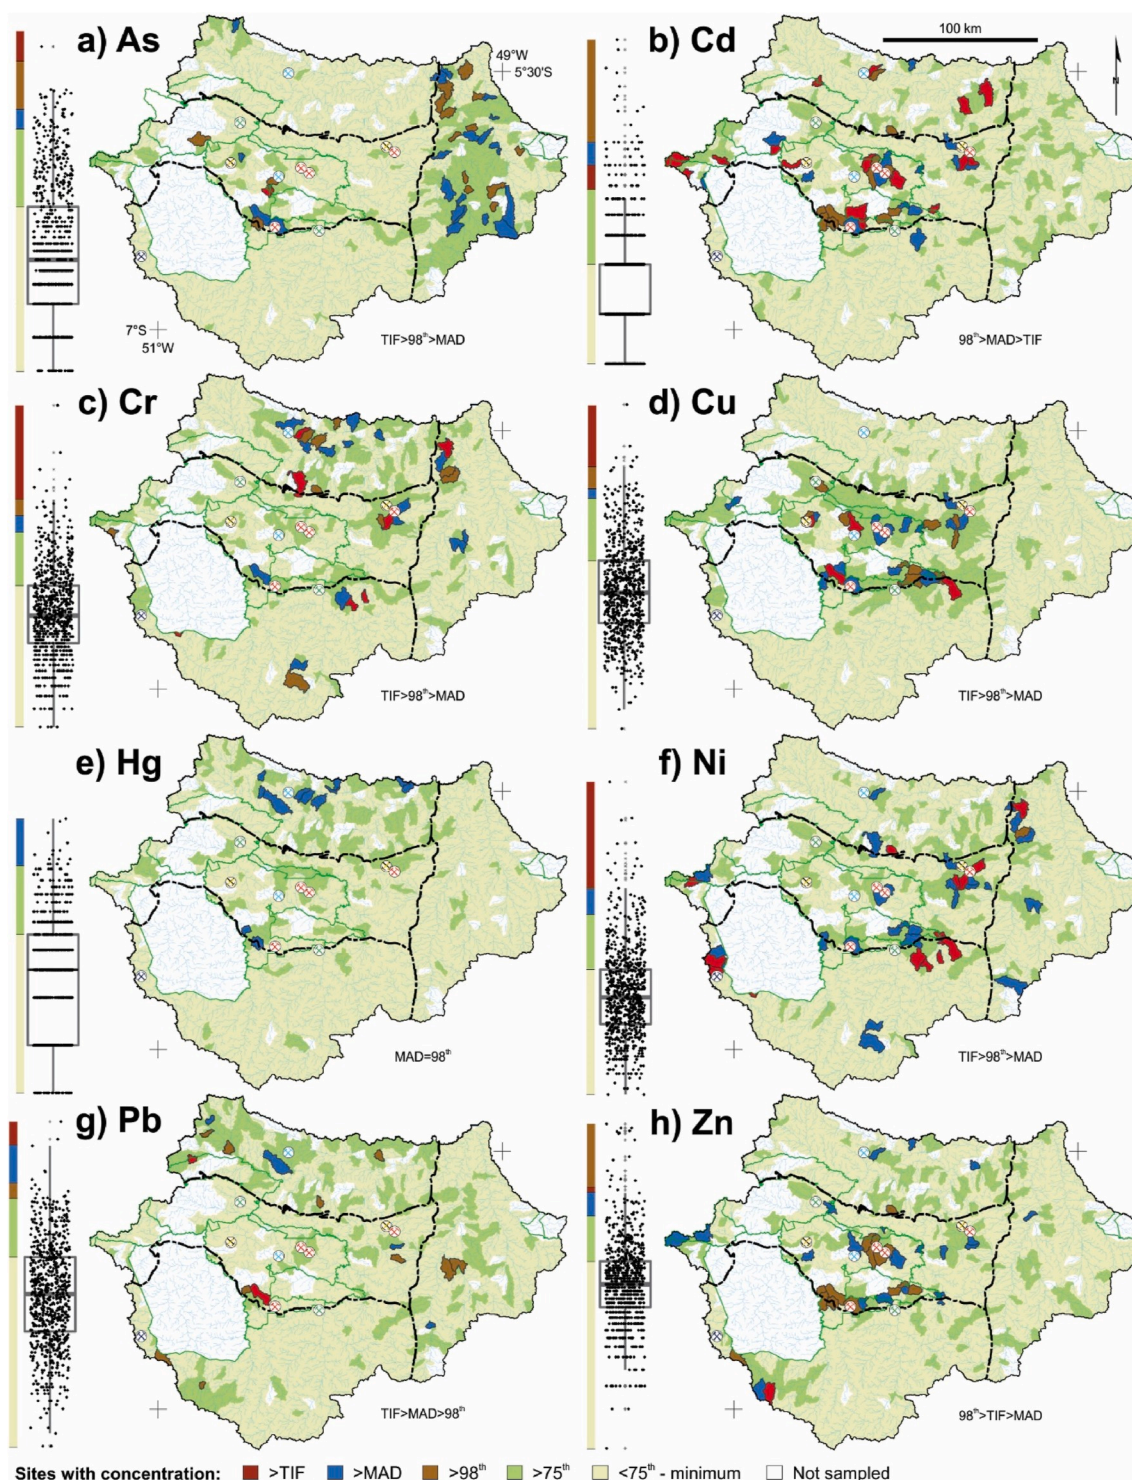 a) As
49°W
5°30'S
7°S
51°W
TIF>98th>MAD
b) Cd
100 km
N
98th>MAD>TIF
c) Cr
TIF>98th>MAD
d) Cu
TIF>98th>MAD
e) Hg
MAD=98th
f) Ni
TIF>98th>MAD
g) Pb
TIF>MAD>98th
h) Zn
98th>TIF>MAD
Sites with concentration: >TIF >MAD >98th >75th <75th - minimum Not sampled